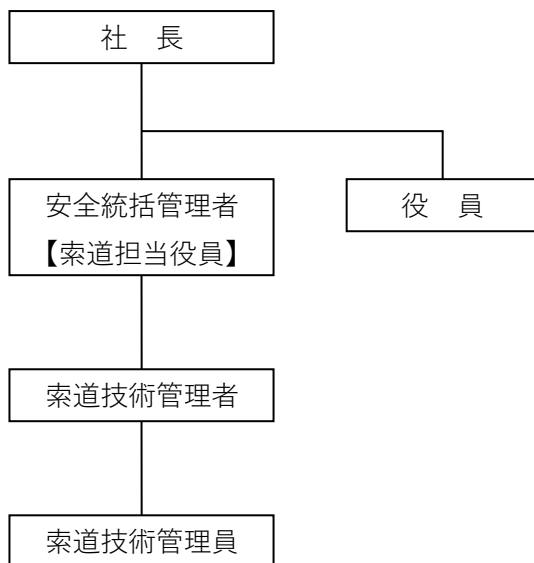 社　長
安全統括管理者
【索道担当役員】
役　員
索道技術管理者
索道技術管理員